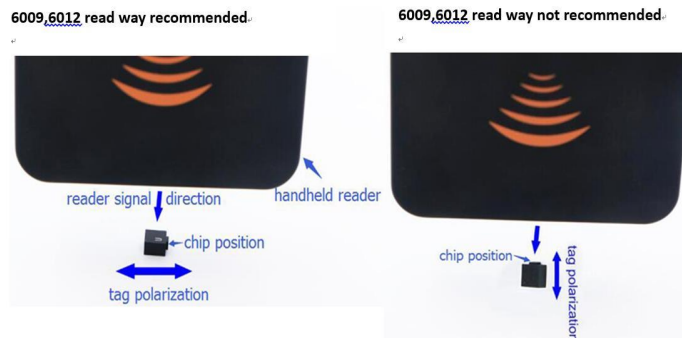 6009,6012 read way recommended
6009,6012 read way not recommended
reader signal direction
handheld reader
chip position
tag polarization
chip position
tag polarization